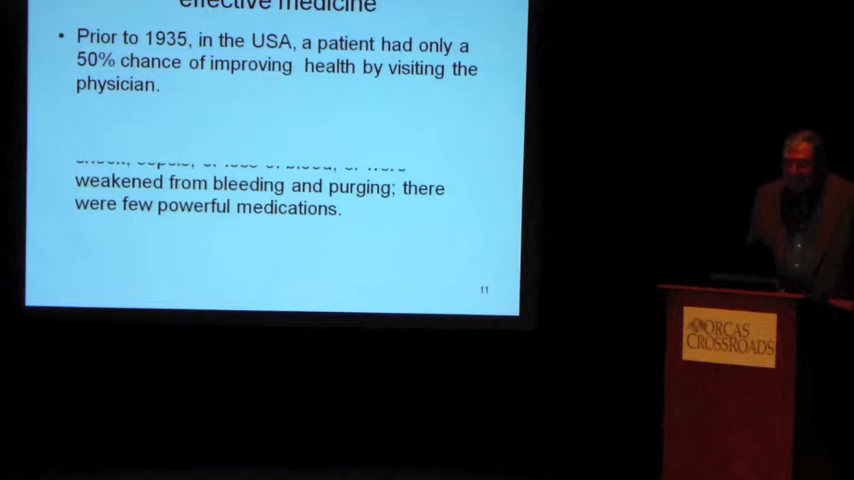 effective medicine
• Prior to 1935, in the USA, a patient had only a
50% chance of improving health by visiting the
physician.
weakened from bleeding and purging; there
were few powerful medications.
11
ORCAS
CROSSROADS